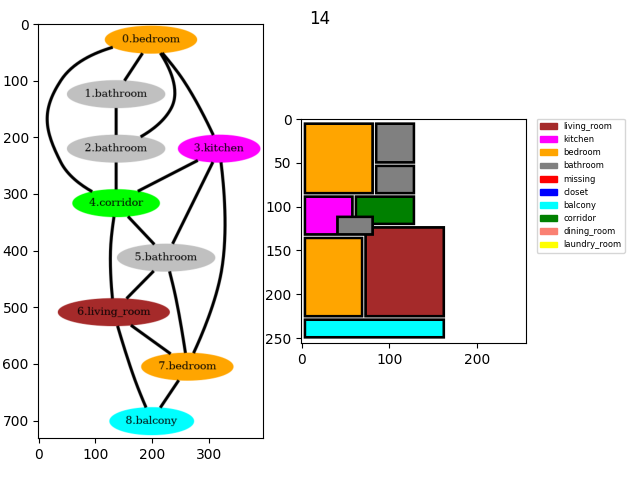 14
0
100
200
300
400
500
600
700
0
100
200
300
0.bedroom
1.bathroom
2.bathroom
3.kitchen
4.corridor
5.bathroom
6.living_room
7.bedroom
8.balcony
0
50
100
150
200
250
0
100
200
living_room
kitchen
bedroom
bathroom
missing
closet
balcony
corridor
dining_room
laundry_room